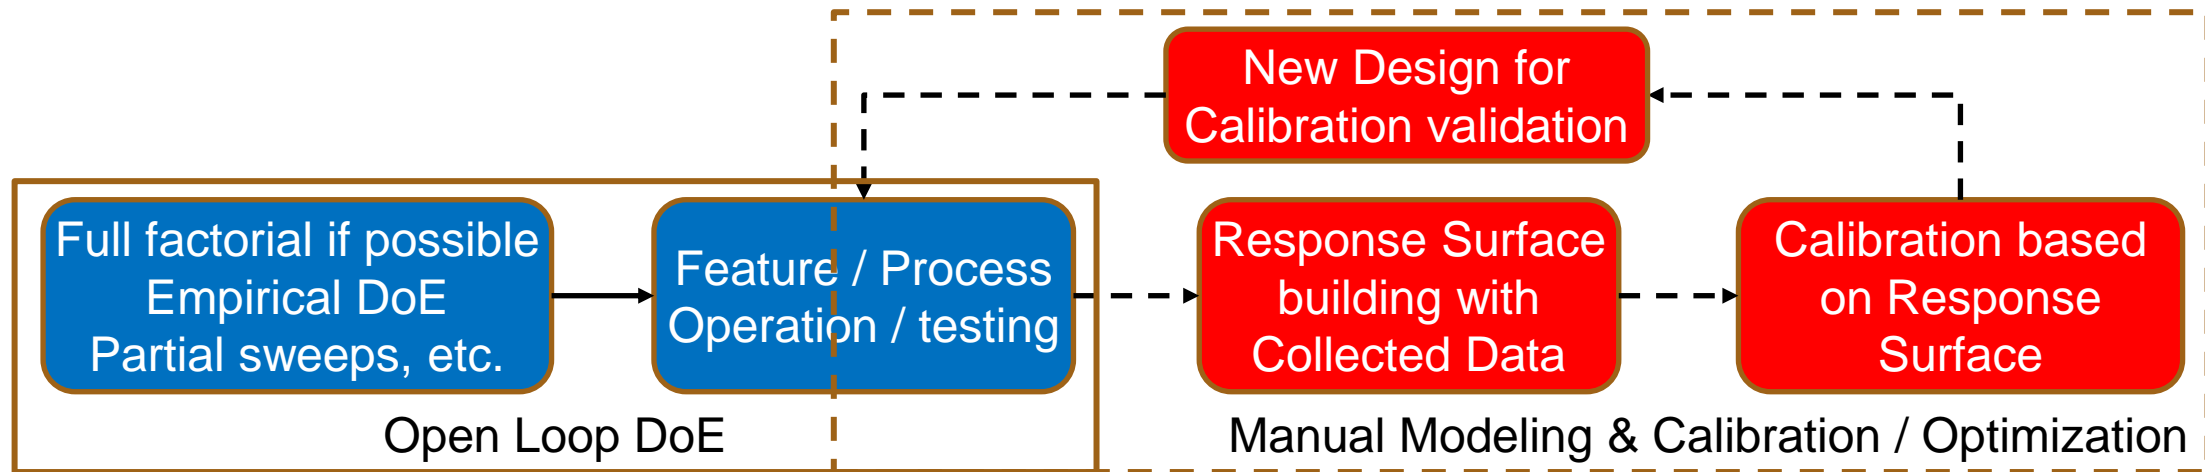 New Design for
Calibration validation
Full factorial if possible
Empirical DoE
Partial sweeps, etc.
Feature / Process
Operation / testing
Response Surface
building with
Collected Data
Calibration based
on Response
Surface
Open Loop DoE
Manual Modeling & Calibration / Optimization